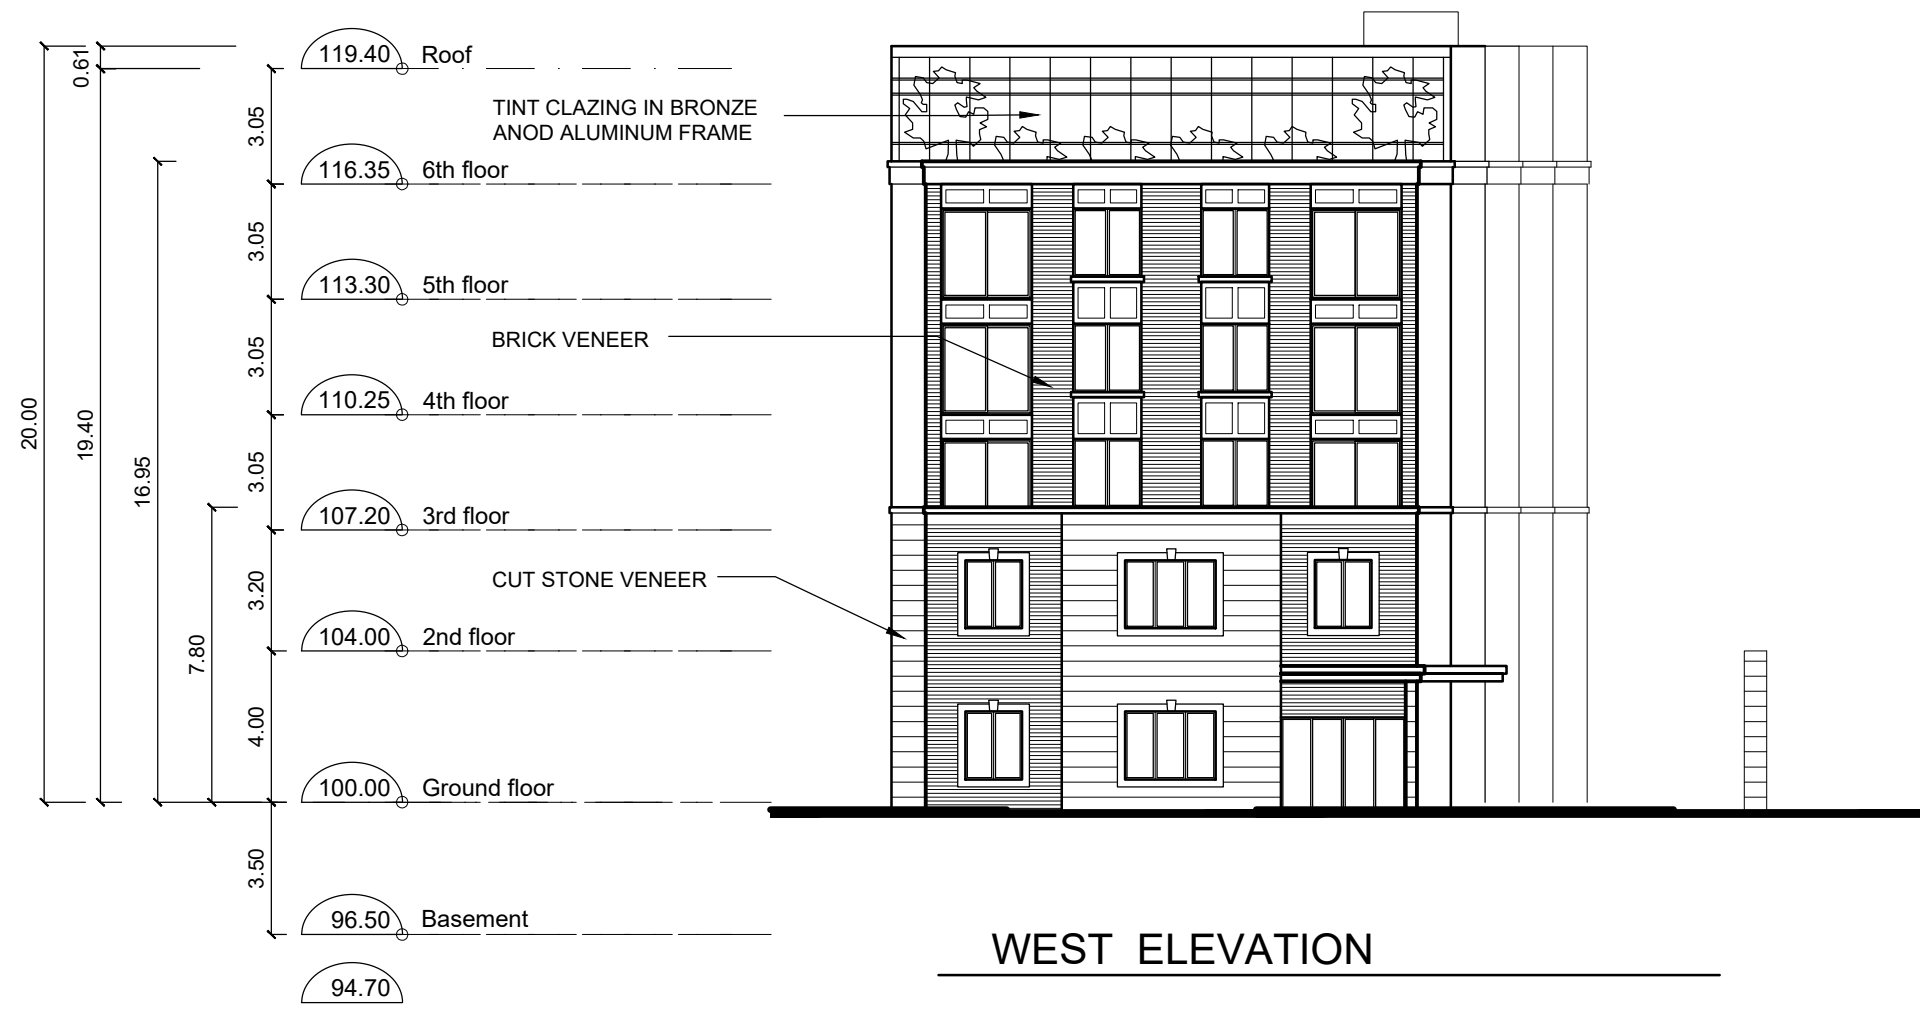 0.61
119.40 Roof
3.05
TINT CLAZING IN BRONZE
ANOD ALUMINUM FRAME
116.35 6th floor
3.05
113.30 5th floor
3.05
BRICK VENEER
110.25 4th floor
20.00
19.40
16.95
3.05
107.20 3rd floor
3.20
CUT STONE VENEER
104.00 2nd floor
7.80
4.00
100.00 Ground floor
3.50
96.50 Basement
94.70
WEST ELEVATION